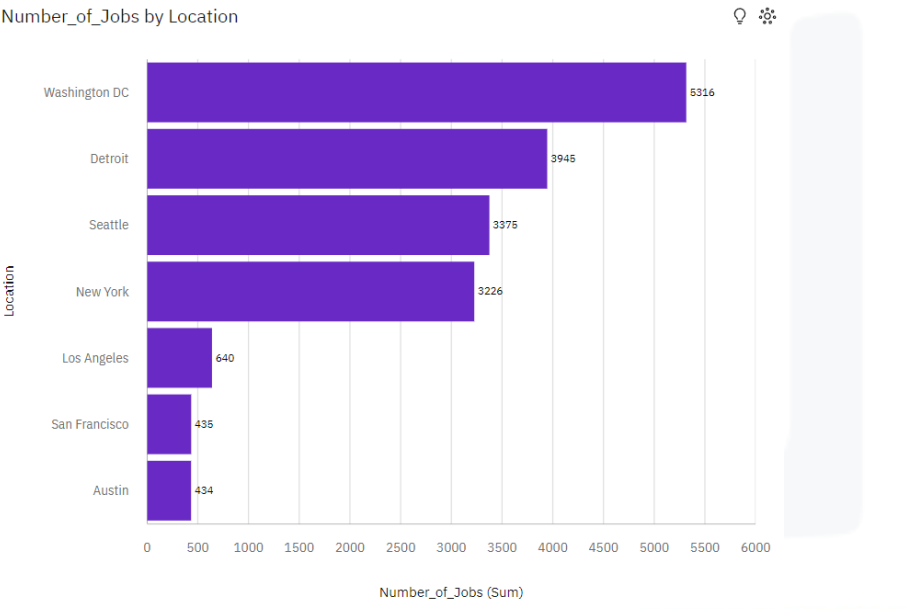 Number_of_Jobs by Location
Location
Washington DC
5316
Detroit
3945
Seattle
3375
New York
3226
Los Angeles
640
San Francisco
435
Austin
434
0 500 1000 1500 2000 2500 3000 3500 4000 4500 5000 5500 6000
Number_of_Jobs (Sum)